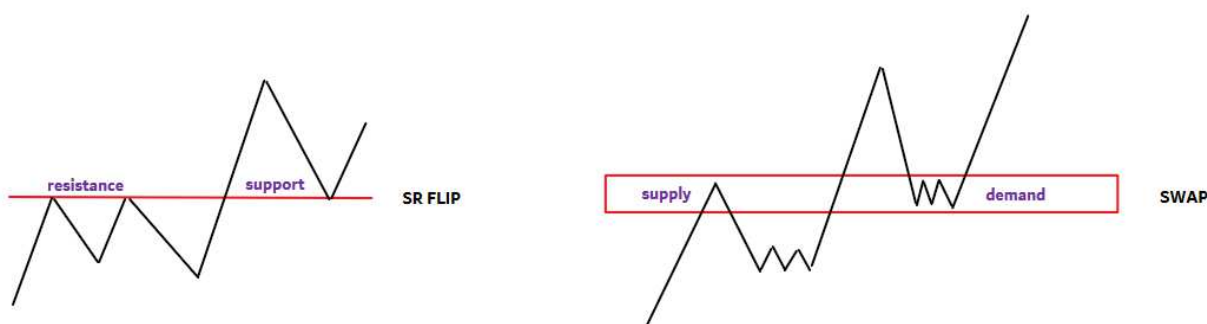 resistance
support
SR FLIP
supply
demand
SWAP